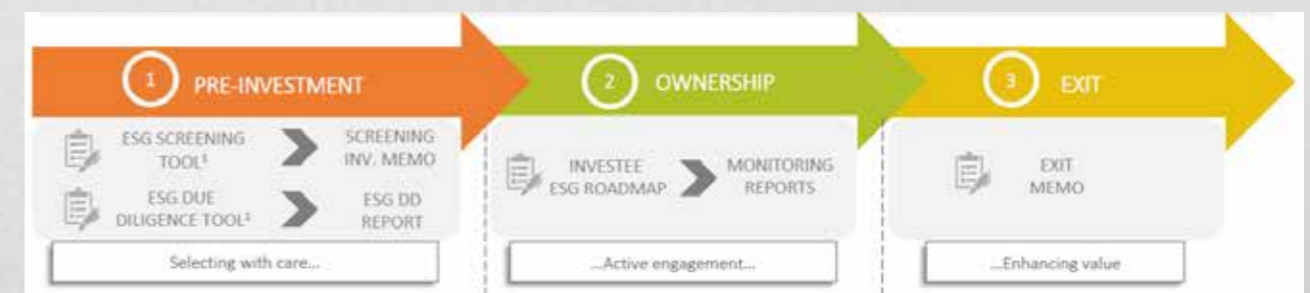 1 PRE-INVESTMENT
2 OWNERSHIP
3 EXIT
ESG SCREENING
TOOL¹
SCREENING
INV. MEMO
ESG DUE
DILIGENCE TOOL¹
ESG DD
REPORT
Selecting with care...
INVESTEE
ESG ROADMAP
MONITORING
REPORTS
...Active engagement...
EXIT
MEMO
...Enhancing value